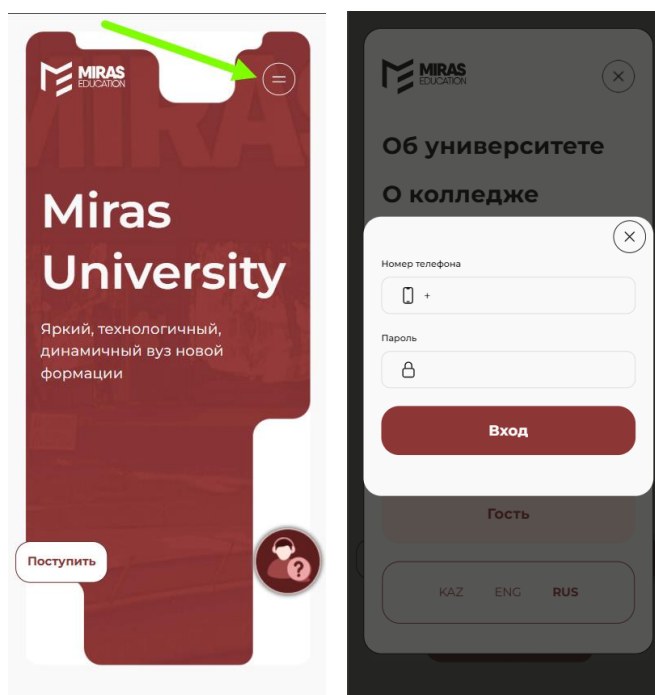 MIRAS
EDUCATION
MIRAS
Miras
University
Яркий, технологичный,
динамичный вуз новой
формации
Поступить
?
MIRAS
EDUCATION
Об университете
О колледже
Номер телефона
+
Пароль
Вход
Гость
KAZ ENG RUS